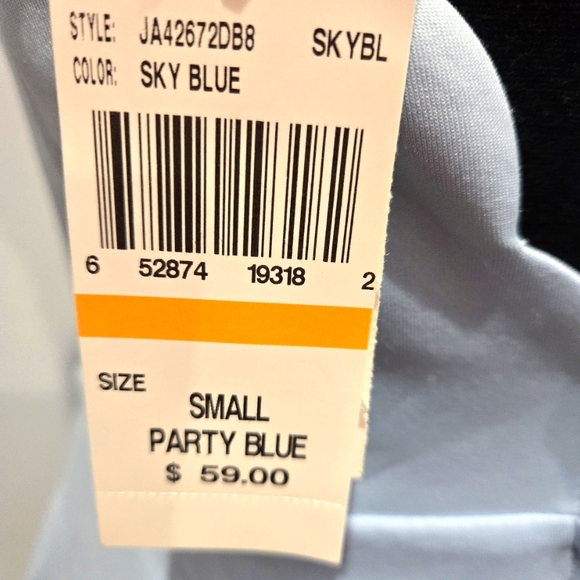 STYLE: JA42672DB8 SKYBL
COLOR: SKY BLUE
6 52874 19318 2
SIZE
SMALL
PARTY BLUE
$ 59.00